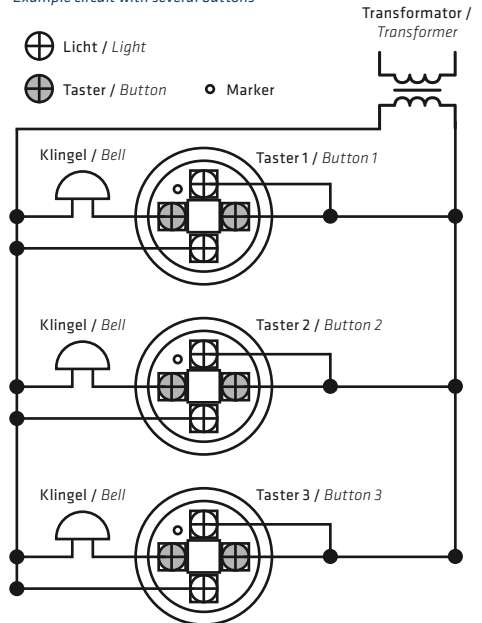 Example circuit with several buttons
Transformator /
Transformer
Licht / Light
Taster / Button
Marker
Klingel / Bell
Taster 1 / Button 1
Klingel / Bell
Taster 2 / Button 2
Klingel / Bell
Taster 3 / Button 3